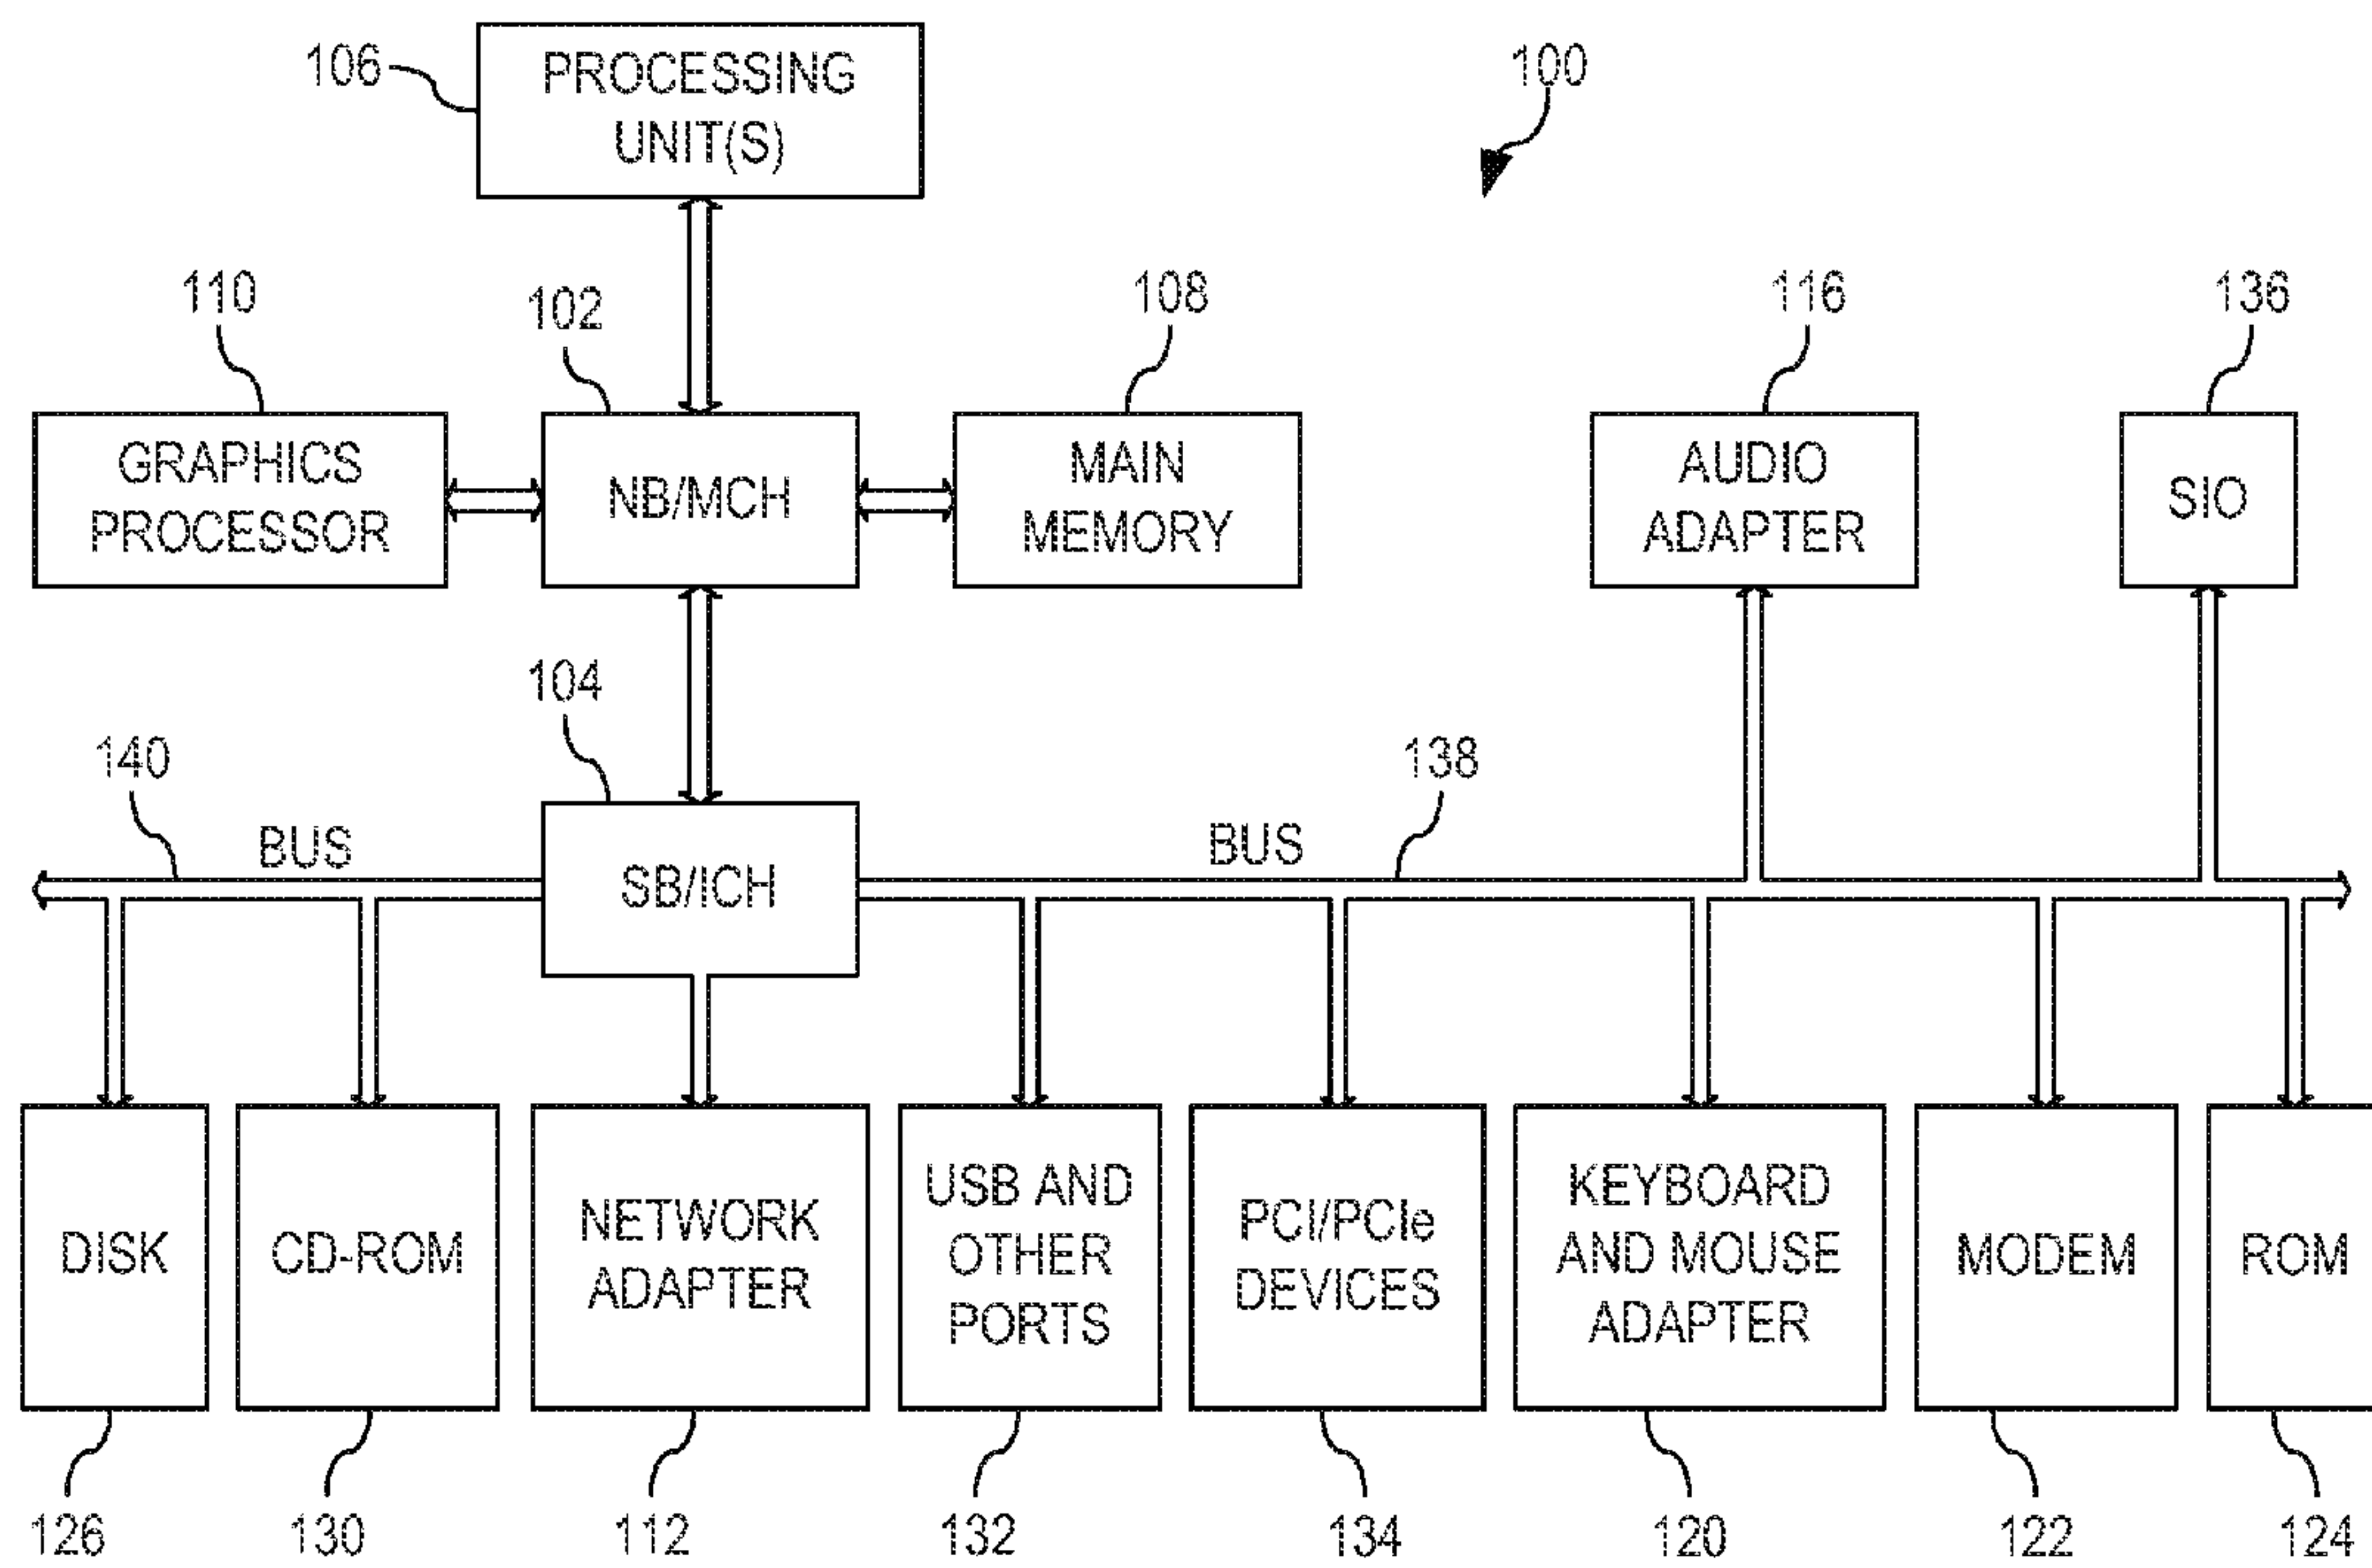 106
PROCESSING
UNIT(S)
100
110
102
108
116
136
GRAPHICS
PROCESSOR
NB/MCH
MAIN
MEMORY
AUDIO
ADAPTER
SIO
104
140
138
BUS
SB/ICH
BUS
DISK
CD-ROM
NETWORK
ADAPTER
USB AND
OTHER
PORTS
PCI/PCIe
DEVICES
KEYBOARD
AND MOUSE
ADAPTER
MODEM
ROM
126
130
112
132
134
120
122
124